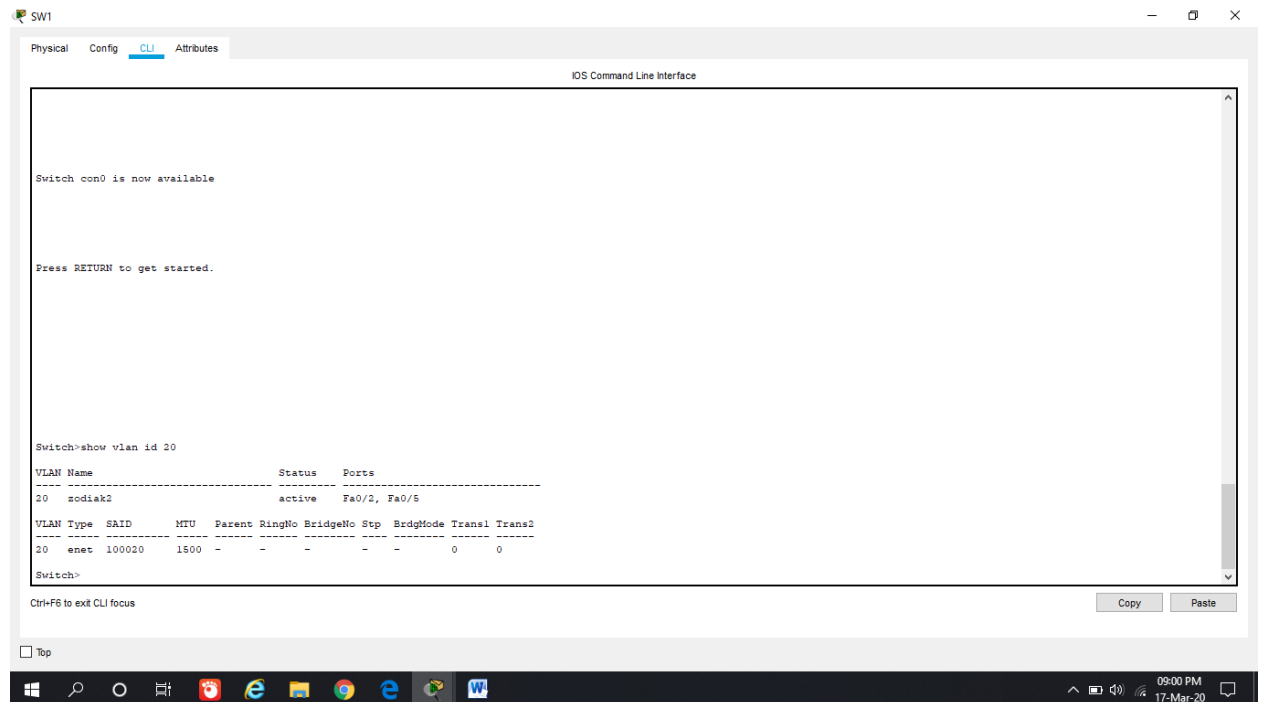 SW1
Physical Config CLI Attributes
IOS Command Line Interface
Switch con0 is now available
Press RETURN to get started.
Switch>show vlan id 20
VLAN Name Status Ports
---- -------------------------------- --------- -------------------------------
20 zodiak2 active Fa0/2, Fa0/5
VLAN Type SAID MTU Parent RingNo BridgeNo Stp BrdgMode Trans1 Trans2
---- ----- ---------- ----- ------ ------ -------- ---- -------- ------ ------
20 enet 100020 1500 - - - - - 0 0
Switch>
Ctrl+F6 to exit CLI focus
Copy Paste
Top
09:00 PM
17-Mar-20